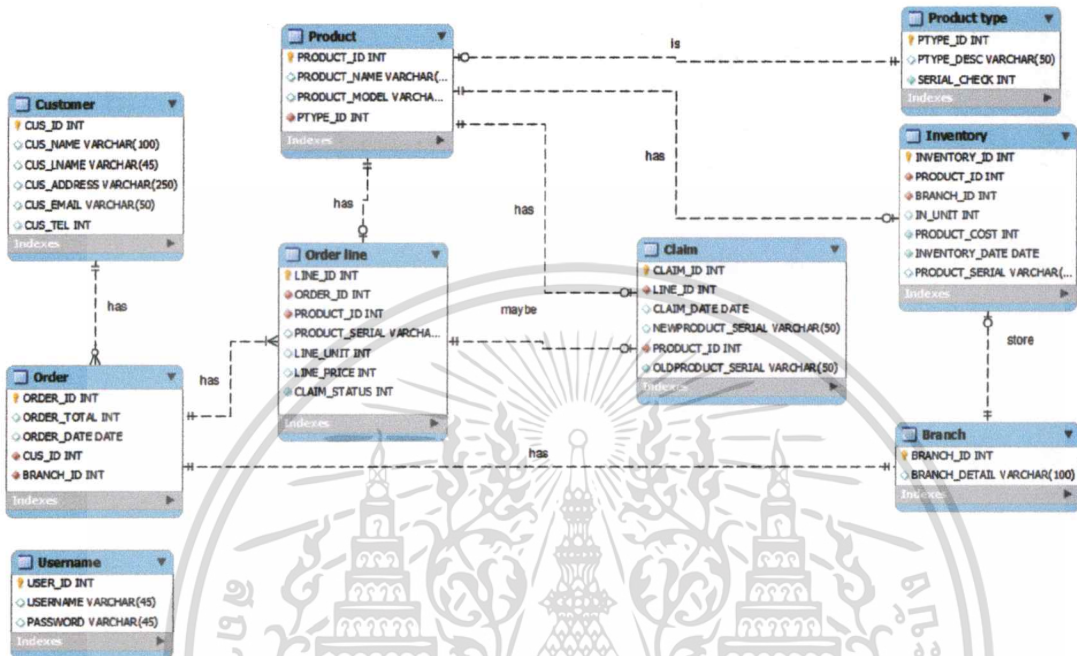 Product
PRODUCT_ID INT
PRODUCT_NAME VARCHAR(...
PRODUCT_MODEL VARCHA...
PTYPE_ID INT
Indexes
is
Product type
PTYPE_ID INT
PTYPE_DESC VARCHAR(50)
SERIAL_CHECK INT
Indexes
Customer
CUS_ID INT
CUS_NAME VARCHAR(100)
CUS_LNAME VARCHAR(45)
CUS_ADDRESS VARCHAR(250)
CUS_EMAIL VARCHAR(50)
CUS_TEL INT
Indexes
has
has
has
has
Inventory
INVENTORY_ID INT
PRODUCT_ID INT
BRANCH_ID INT
IN_UNIT INT
PRODUCT_COST INT
INVENTORY_DATE DATE
PRODUCT_SERIAL VARCHAR(...
Indexes
Order line
LINE_ID INT
ORDER_ID INT
PRODUCT_ID INT
PRODUCT_SERIAL VARCHA...
LINE_UNIT INT
LINE_PRICE INT
CLAIM_STATUS INT
Indexes
maybe
Claim
CLAIM_ID INT
LINE_ID INT
CLAIM_DATE DATE
NEWPRODUCT_SERIAL VARCHAR(50)
PRODUCT_ID INT
OLDPRODUCT_SERIAL VARCHAR(50)
Indexes
store
Order
ORDER_ID INT
ORDER_TOTAL INT
ORDER_DATE DATE
CUS_ID INT
BRANCH_ID INT
Indexes
has
has
Branch
BRANCH_ID INT
BRANCH_DETAIL VARCHAR(100)
Indexes
Username
USER_ID INT
USERNAME VARCHAR(45)
PASSWORD VARCHAR(45)
Indexes